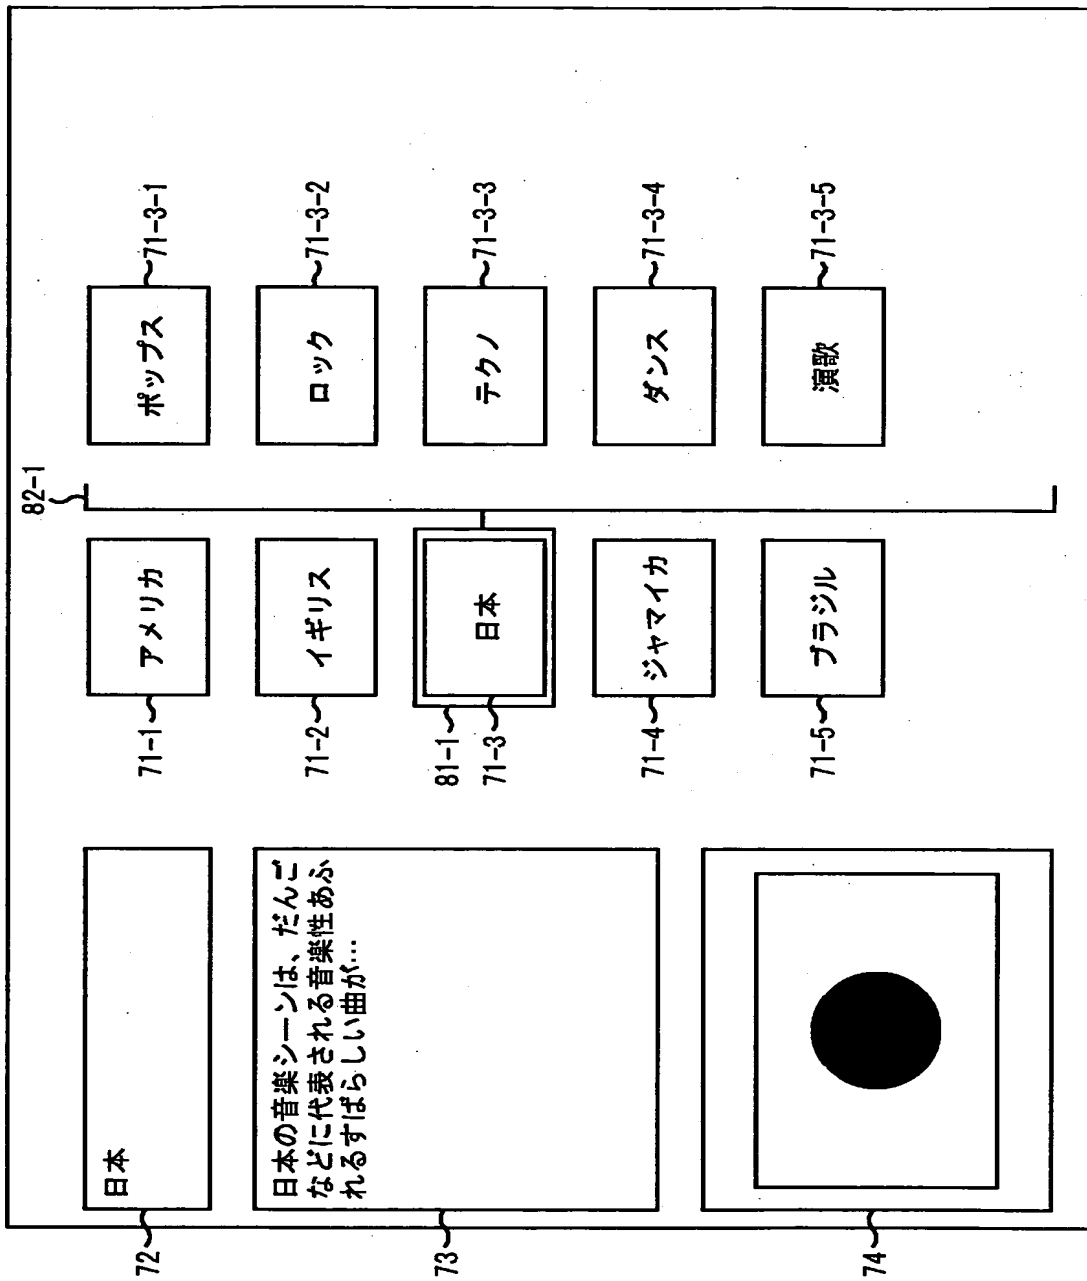 72
日本
73
日本の音楽シーンは、だんご
などに代表される音楽性あふ
れるすばらしい曲が…
74
71-1
アメリカ
71-2
イギリス
81-1
71-3
日本
71-4
ジャマイカ
71-5
ブラジル
82-1
ポップス
71-3-1
ロック
71-3-2
テクノ
71-3-3
ダンス
71-3-4
演歌
71-3-5